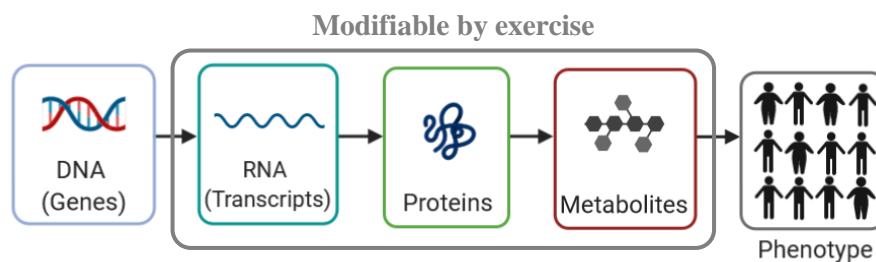 Modifiable by exercise
DNA
(Genes)
RNA
(Transcripts)
Proteins
Metabolites
Phenotype